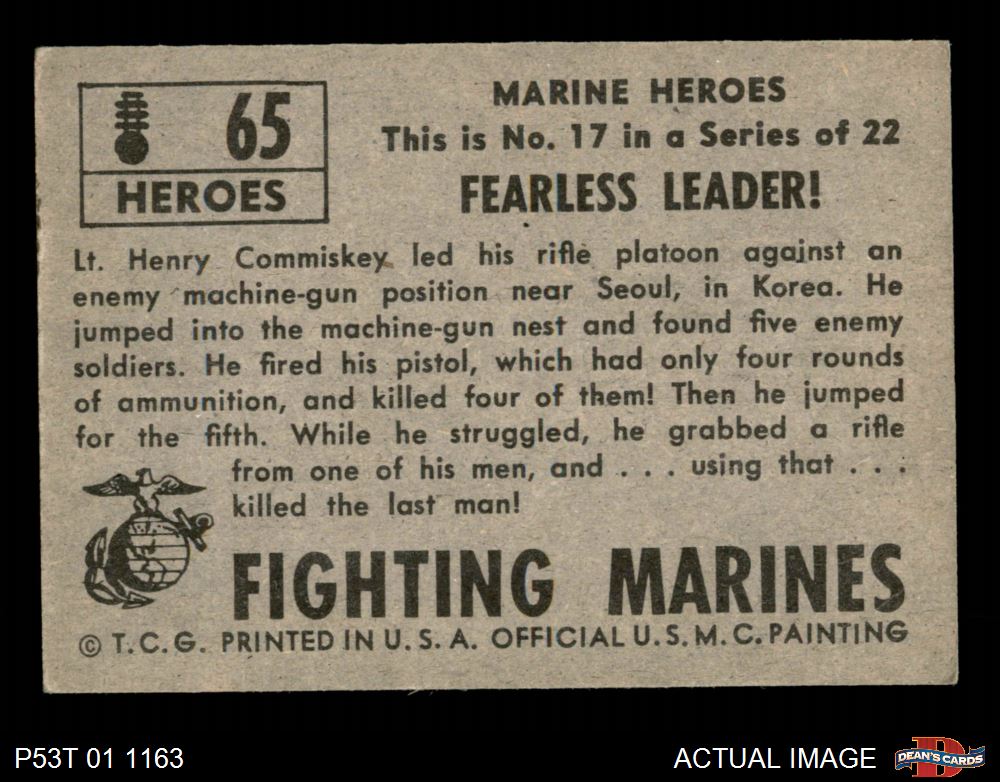 65
HEROES
MARINE HEROES
This is No. 17 in a Series of 22
FEARLESS LEADER!
Lt. Henry Commiskey led his rifle platoon against an
enemy machine-gun position near Seoul, in Korea. He
jumped into the machine-gun nest and found five enemy
soldiers. He fired his pistol, which had only four rounds
of ammunition, and killed four of them! Then he jumped
for the fifth. While he struggled, he grabbed a rifle
from one of his men, and . . . using that . . .
killed the last man!
FIGHTING MARINES
© T.C.G. PRINTED IN U.S.A. OFFICIAL U.S.M.C. PAINTING
P53T 01 1163
ACTUAL IMAGE
D
DEAN'S CARDS